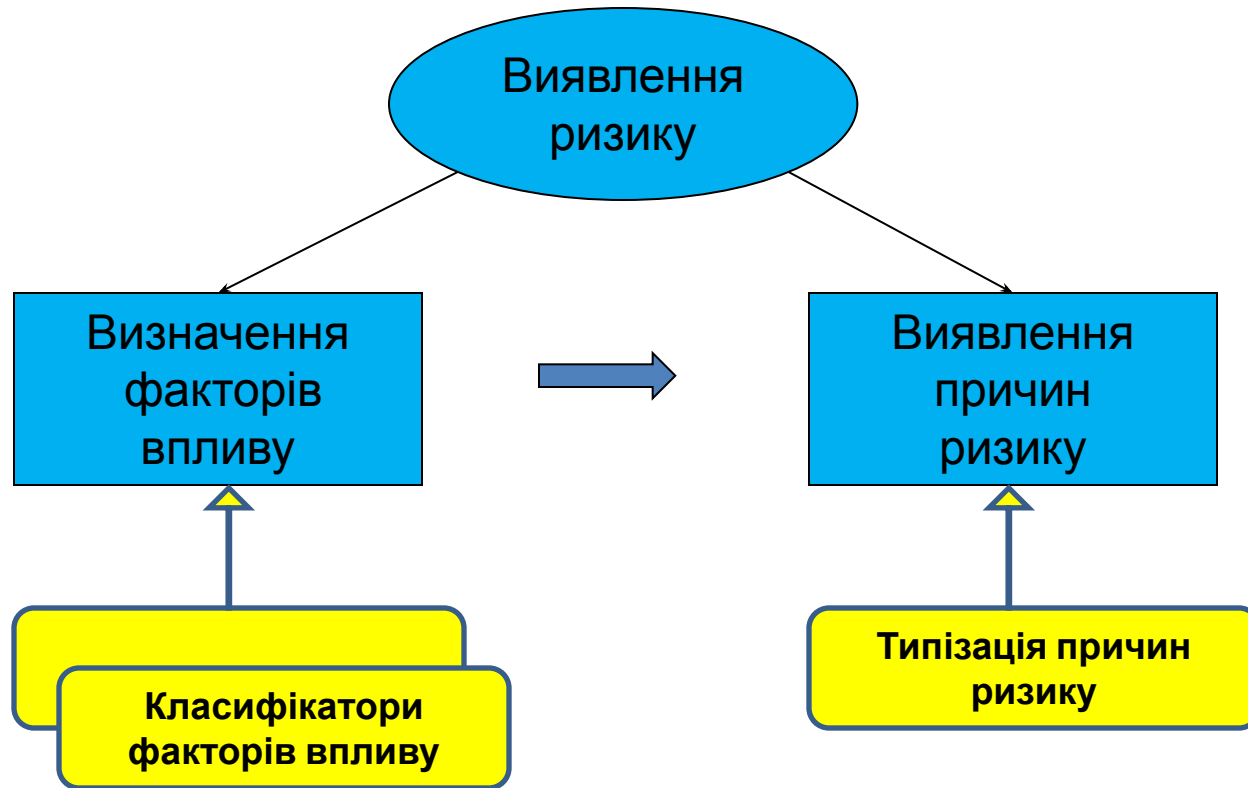 Виявлення
ризику
Визначення
факторів
впливу
Виявлення
причин
ризику
Класифікатори
факторів впливу
Типізація причин
ризику